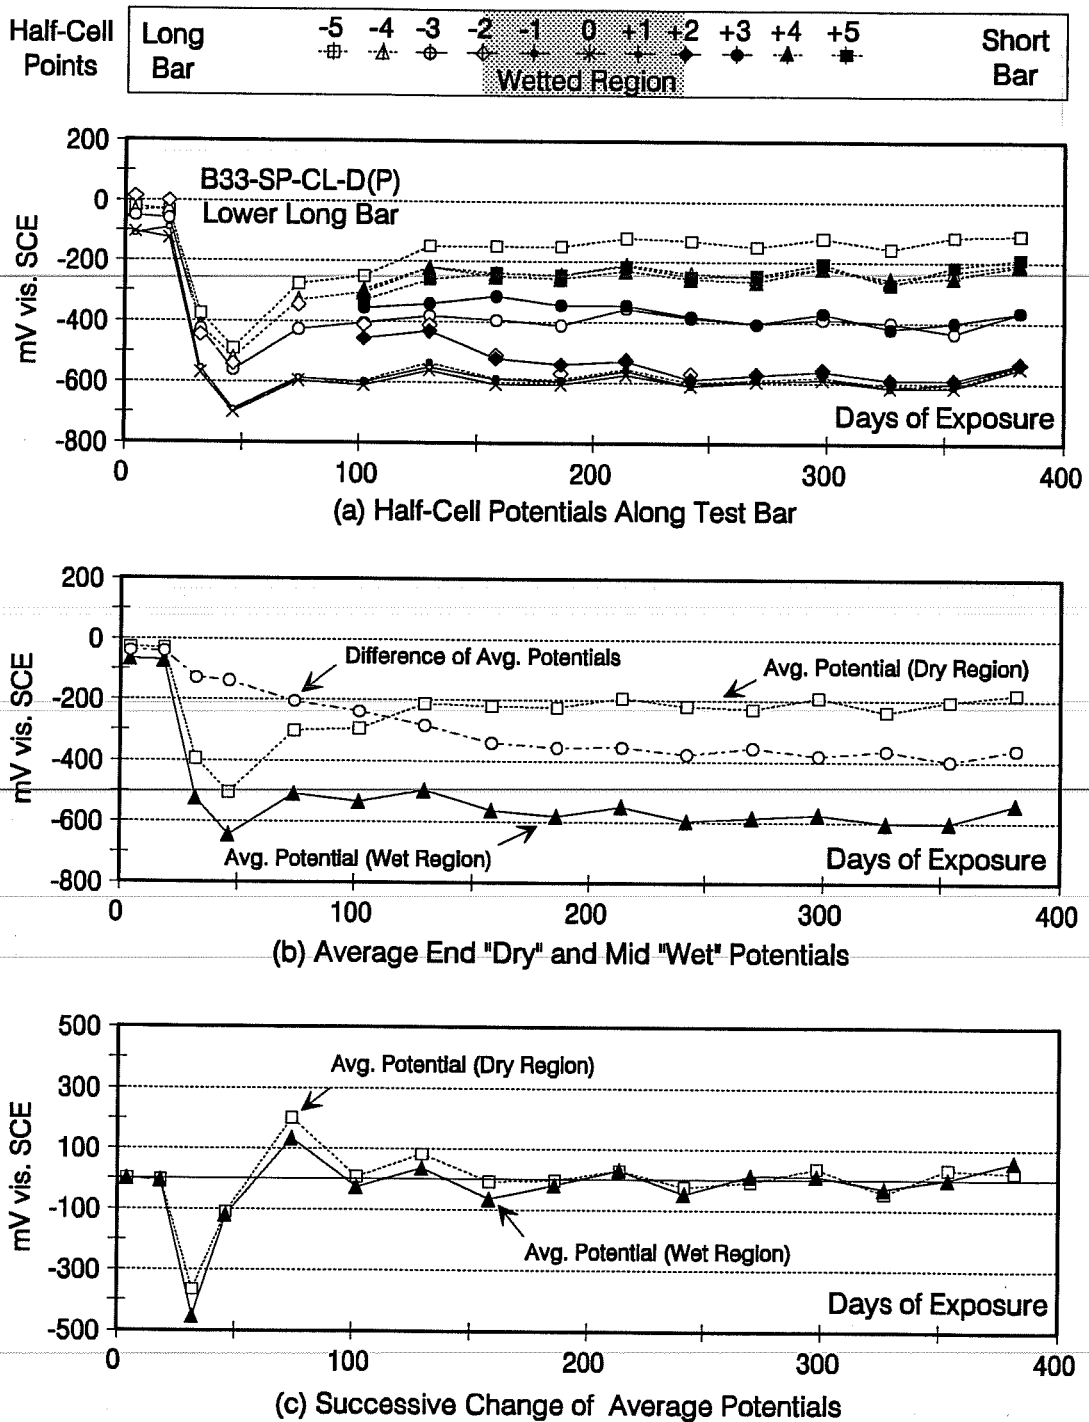 Half-Cell Points
Long Bar
-5 -4 -3 -2 -1 0 +1 +2 +3 +4 +5
Wetted Region
Short Bar
200
0
-200
-400
-600
-800
mV vis. SCE
B33-SP-CL-D(P)
Lower Long Bar
Days of Exposure
0 100 200 300 400
(a) Half-Cell Potentials Along Test Bar
200
0
-200
-400
-600
-800
mV vis. SCE
Difference of Avg. Potentials
Avg. Potential (Dry Region)
Avg. Potential (Wet Region)
Days of Exposure
0 100 200 300 400
(b) Average End "Dry" and Mid "Wet" Potentials
500
300
100
-100
-300
-500
mV vis. SCE
Avg. Potential (Dry Region)
Avg. Potential (Wet Region)
Days of Exposure
0 100 200 300 400
(c) Successive Change of Average Potentials